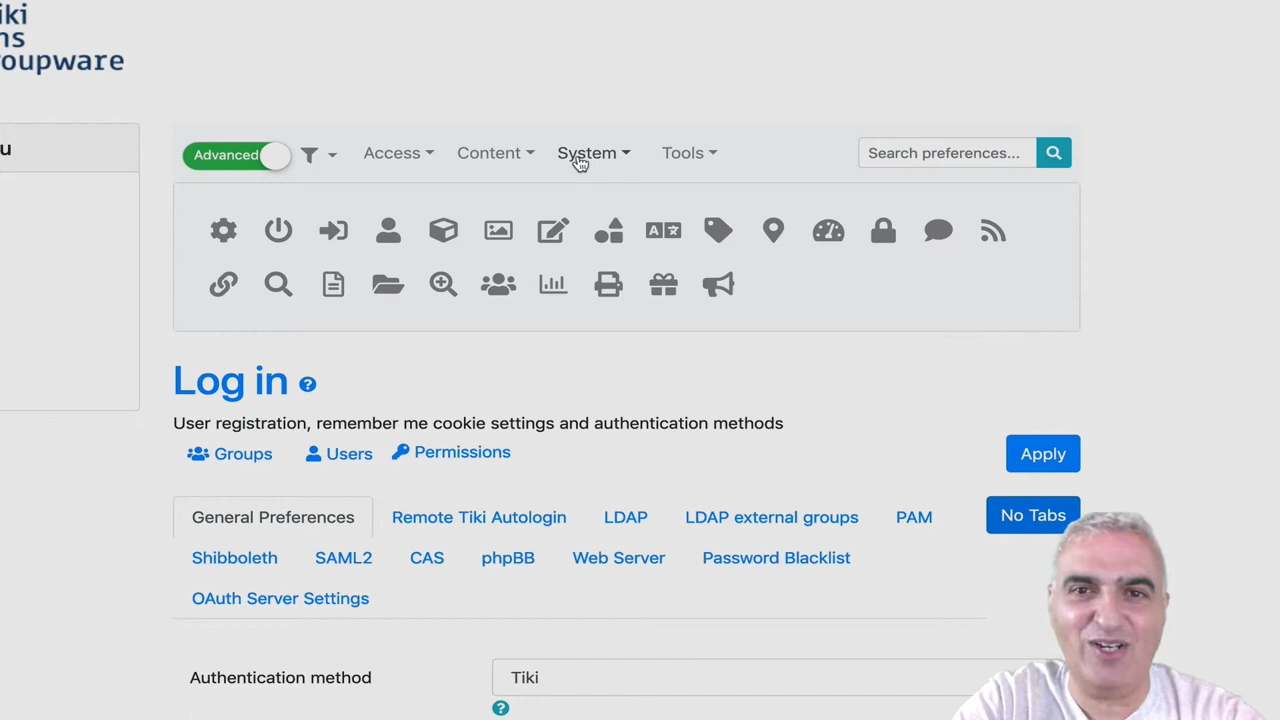 iki
ns
oupware
u
Advanced
Access
Content
System
Tools
Search preferences...
Log in
User registration, remember me cookie settings and authentication methods
Groups
Users
Permissions
Apply
General Preferences
Remote Tiki Autologin
LDAP
LDAP external groups
PAM
No Tabs
Shibboleth
SAML2
CAS
phpBB
Web Server
Password Blacklist
OAuth Server Settings
Authentication method
Tiki